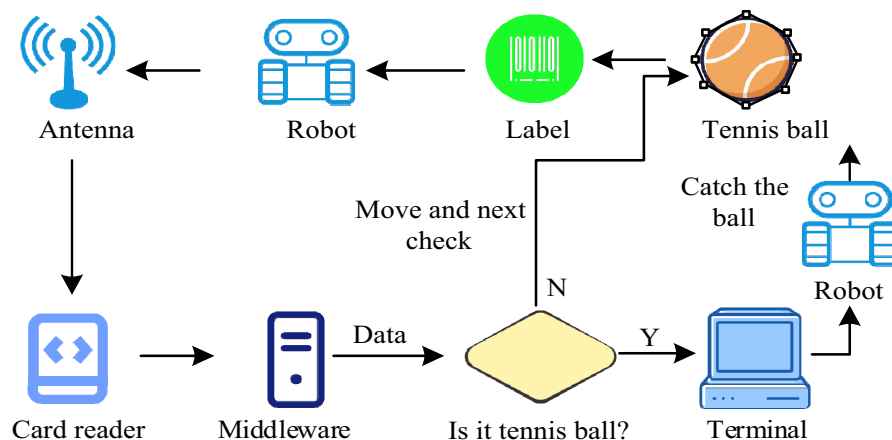 Antenna
Robot
Label
Tennis ball
Catch the
ball
Move and next
check
Robot
N
Data
Y
Card reader
Middleware
Is it tennis ball?
Terminal